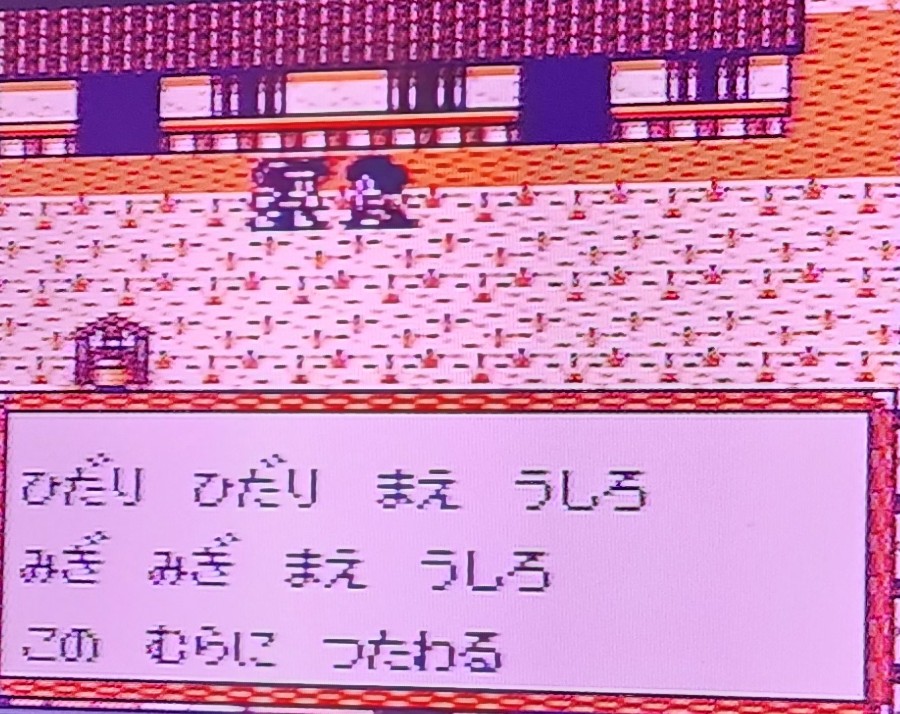 ひだり ひだり まえ うしろ
みぎ みぎ まえ うしろ
この むらに つたわる